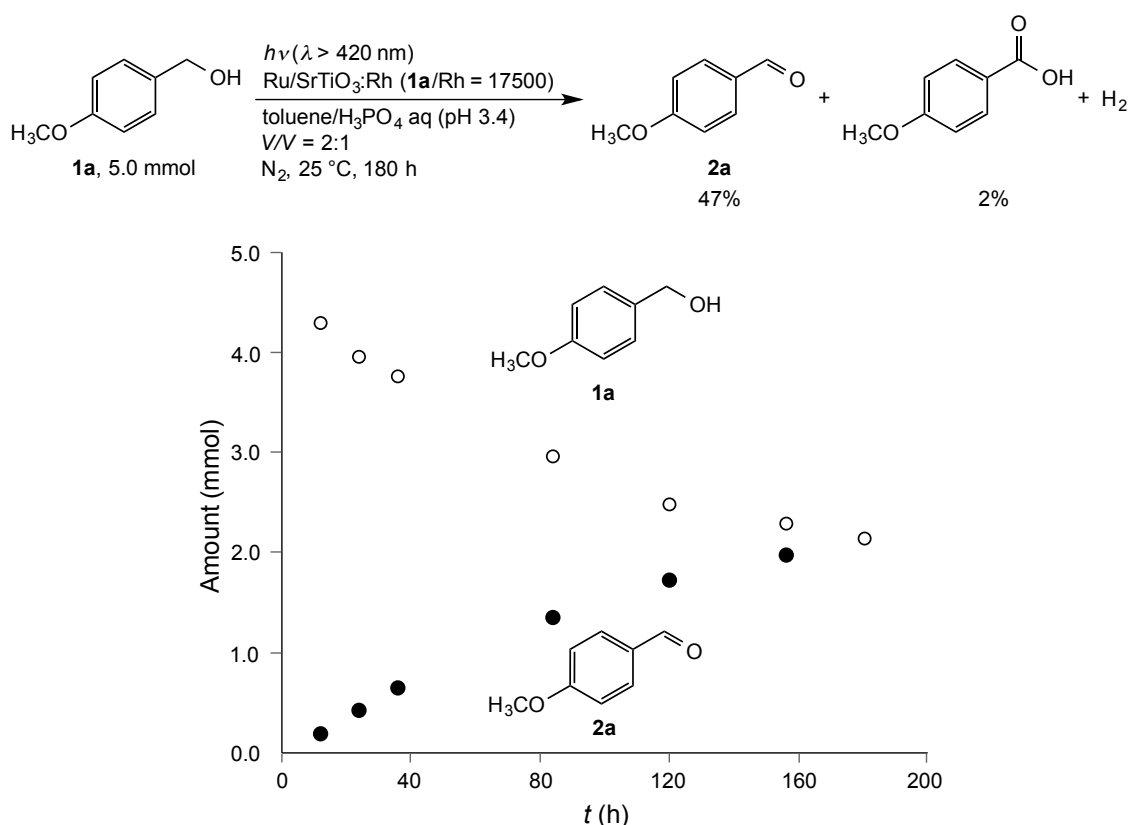 OH
H₃CO
1a, 5.0 mmol
hν (λ > 420 nm)
Ru/SrTiO₃:Rh (1a/Rh = 17500)
toluene/H₃PO₄ aq (pH 3.4)
V/V = 2:1
N₂, 25 °C, 180 h
O
H₃CO
2a
47%
+
O
OH
H₃CO
2%
+ H₂
5.0
4.0
3.0
2.0
1.0
0.0
Amount (mmol)
OH
H₃CO
1a
O
H₃CO
2a
0
40
80
120
160
200
t (h)